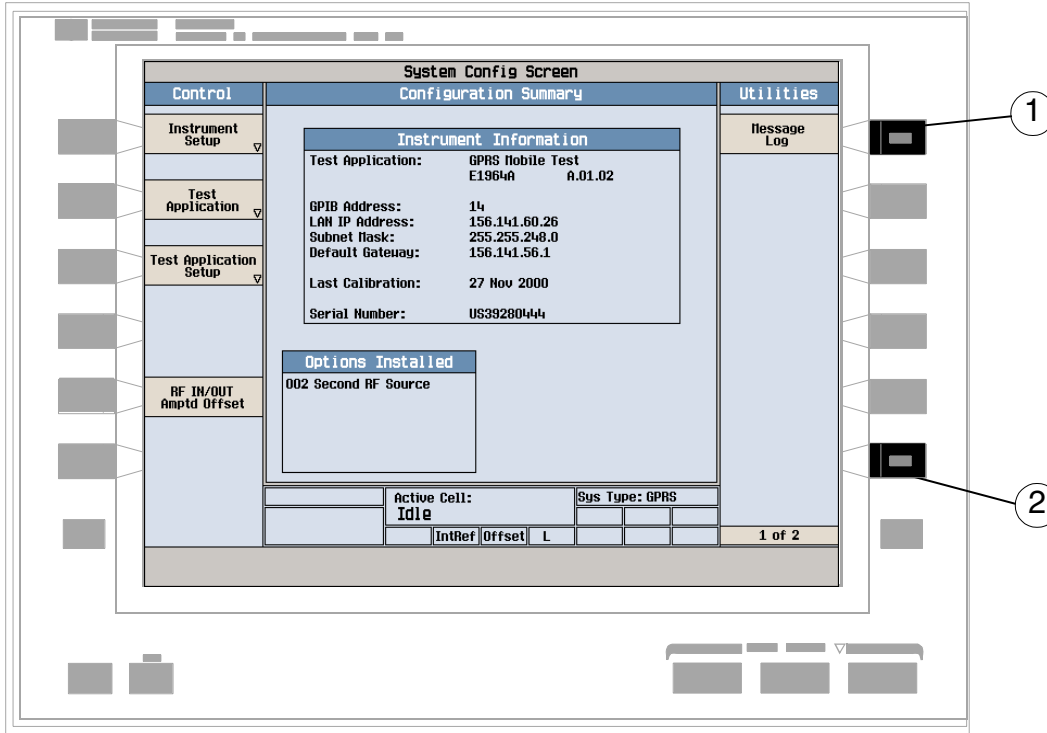 System Config Screen
Control
Configuration Summary
Utilities
Instrument
Setup
Test
Application
Test Application
Setup
RF IN/OUT
Amptd Offset
Instrument Information
Test Application: GPRS Mobile Test
E1964A A.01.02
GPIB Address: 14
LAN IP Address: 156.141.60.26
Subnet Mask: 255.255.248.0
Default Gateway: 156.141.56.1
Last Calibration: 27 Nov 2000
Serial Number: US39280444
Options Installed
002 Second RF Source
Active Cell:
Idle
Sys Type: GPRS
IntRef Offset L
Message
Log
1 of 2
1
2